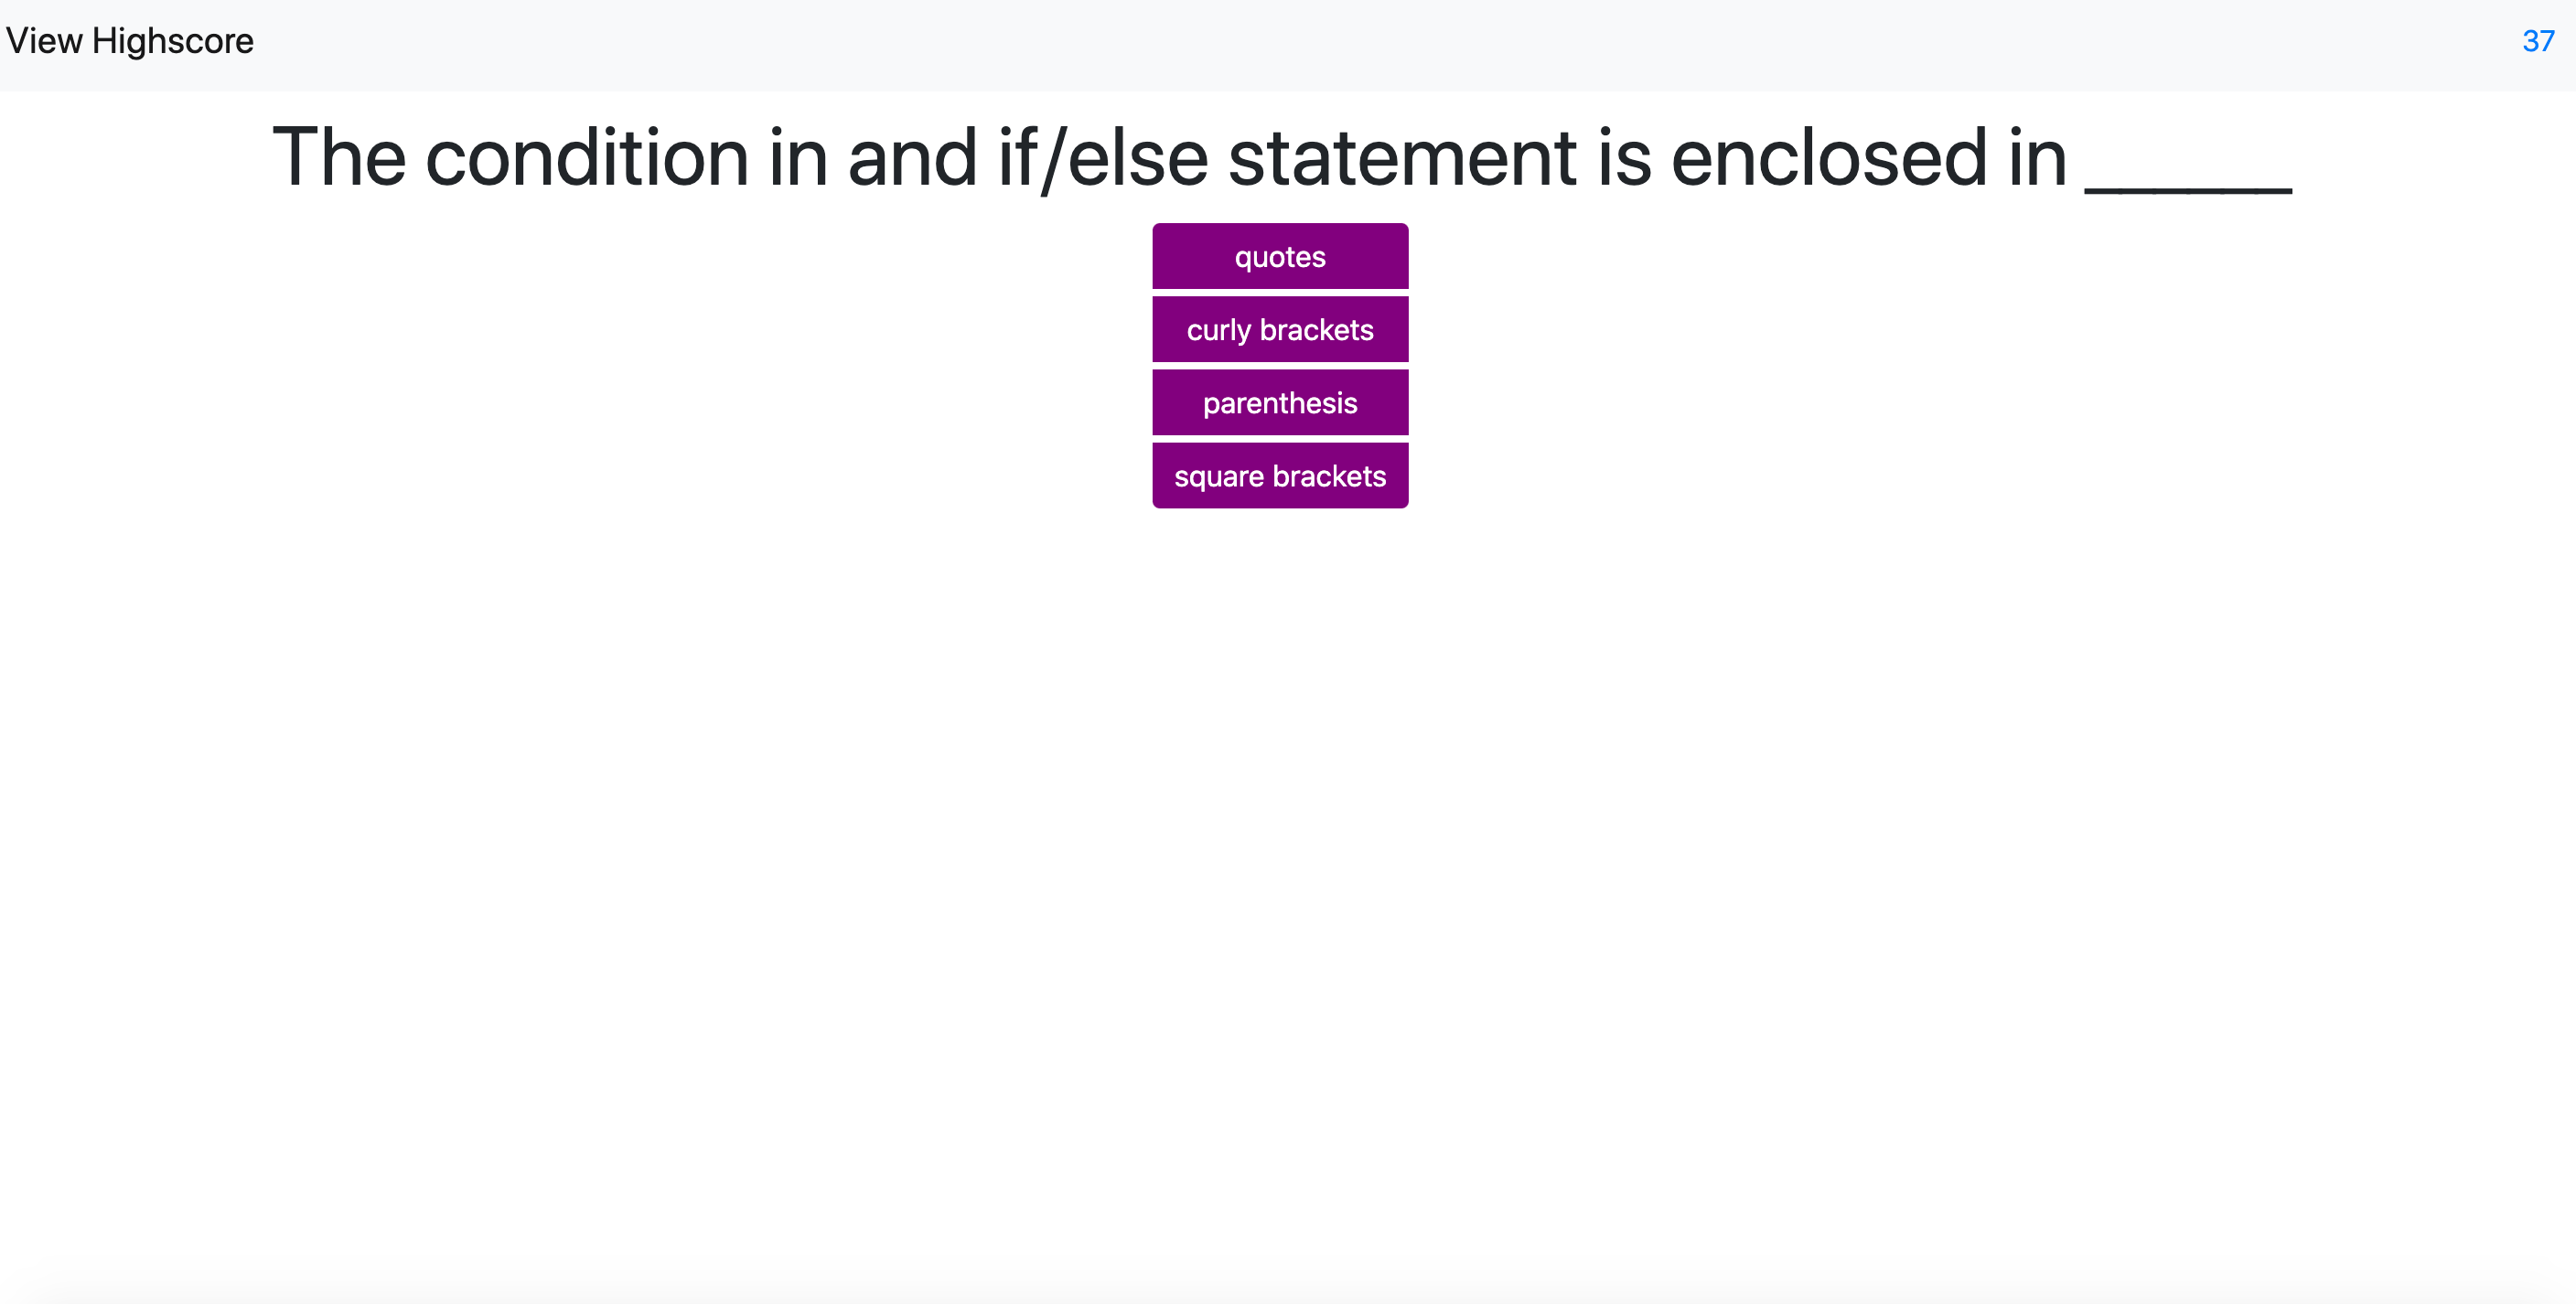 View Highscore
37
The condition in and if/else statement is enclosed in ______
quotes
curly brackets
parenthesis
square brackets